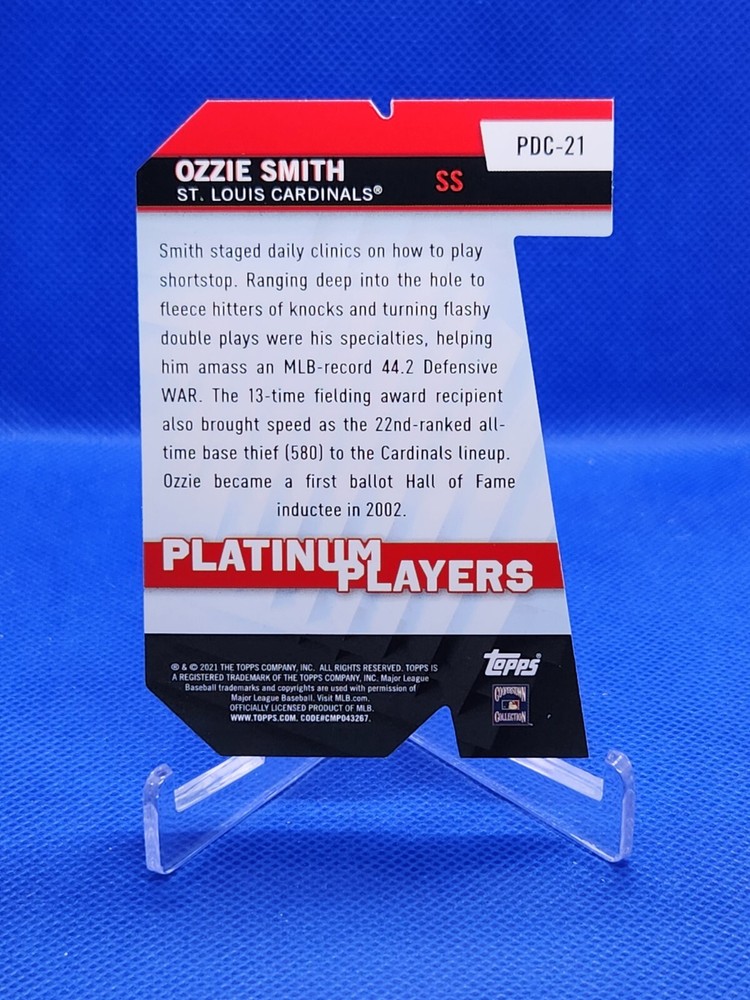 PDC-21
OZZIE SMITH
SS
ST. LOUIS CARDINALS®
Smith staged daily clinics on how to play
shortstop. Ranging deep into the hole to
fleece hitters of knocks and turning flashy
double plays were his specialties, helping
him amass an MLB-record 44.2 Defensive
WAR. The 13-time fielding award recipient
also brought speed as the 22nd-ranked all-
time base thief (580) to the Cardinals lineup.
Ozzie became a first ballot Hall of Fame
inductee in 2002.
PLATINUM
PLAYERS
® & © 2021 THE TOPPS COMPANY, INC. ALL RIGHTS RESERVED. TOPPS IS
A REGISTERED TRADEMARK OF THE TOPPS COMPANY, INC. Major League
Baseball trademarks and copyrights are used with permission of
Major League Baseball. Visit MLB.com.
OFFICIALLY LICENSED PRODUCT OF MLB.
WWW.TOPPS.COM. CODE#CMP043267.
Topps®
COOPERSTOWN
COLLECTION